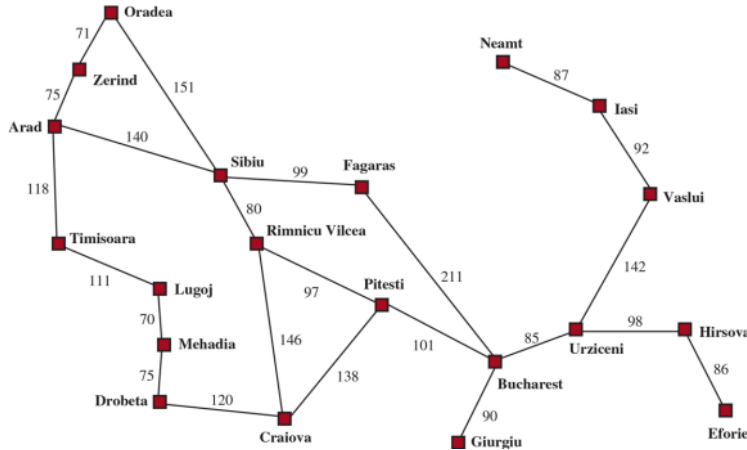 Oradea
71
Neamt
87
Zerind
151
75
Iasi
Arad
140
92
Sibiu
Fagaras
99
118
Vaslui
80
Timisoara
Rimnicu Vilcea
142
211
111
Pitesti
Lugoj
97
70
98
Hirsova
146
101
85
Urziceni
Mehadia
138
86
75
Bucharest
120
Drobeta
90
Craiova
Giurgiu
Eforie